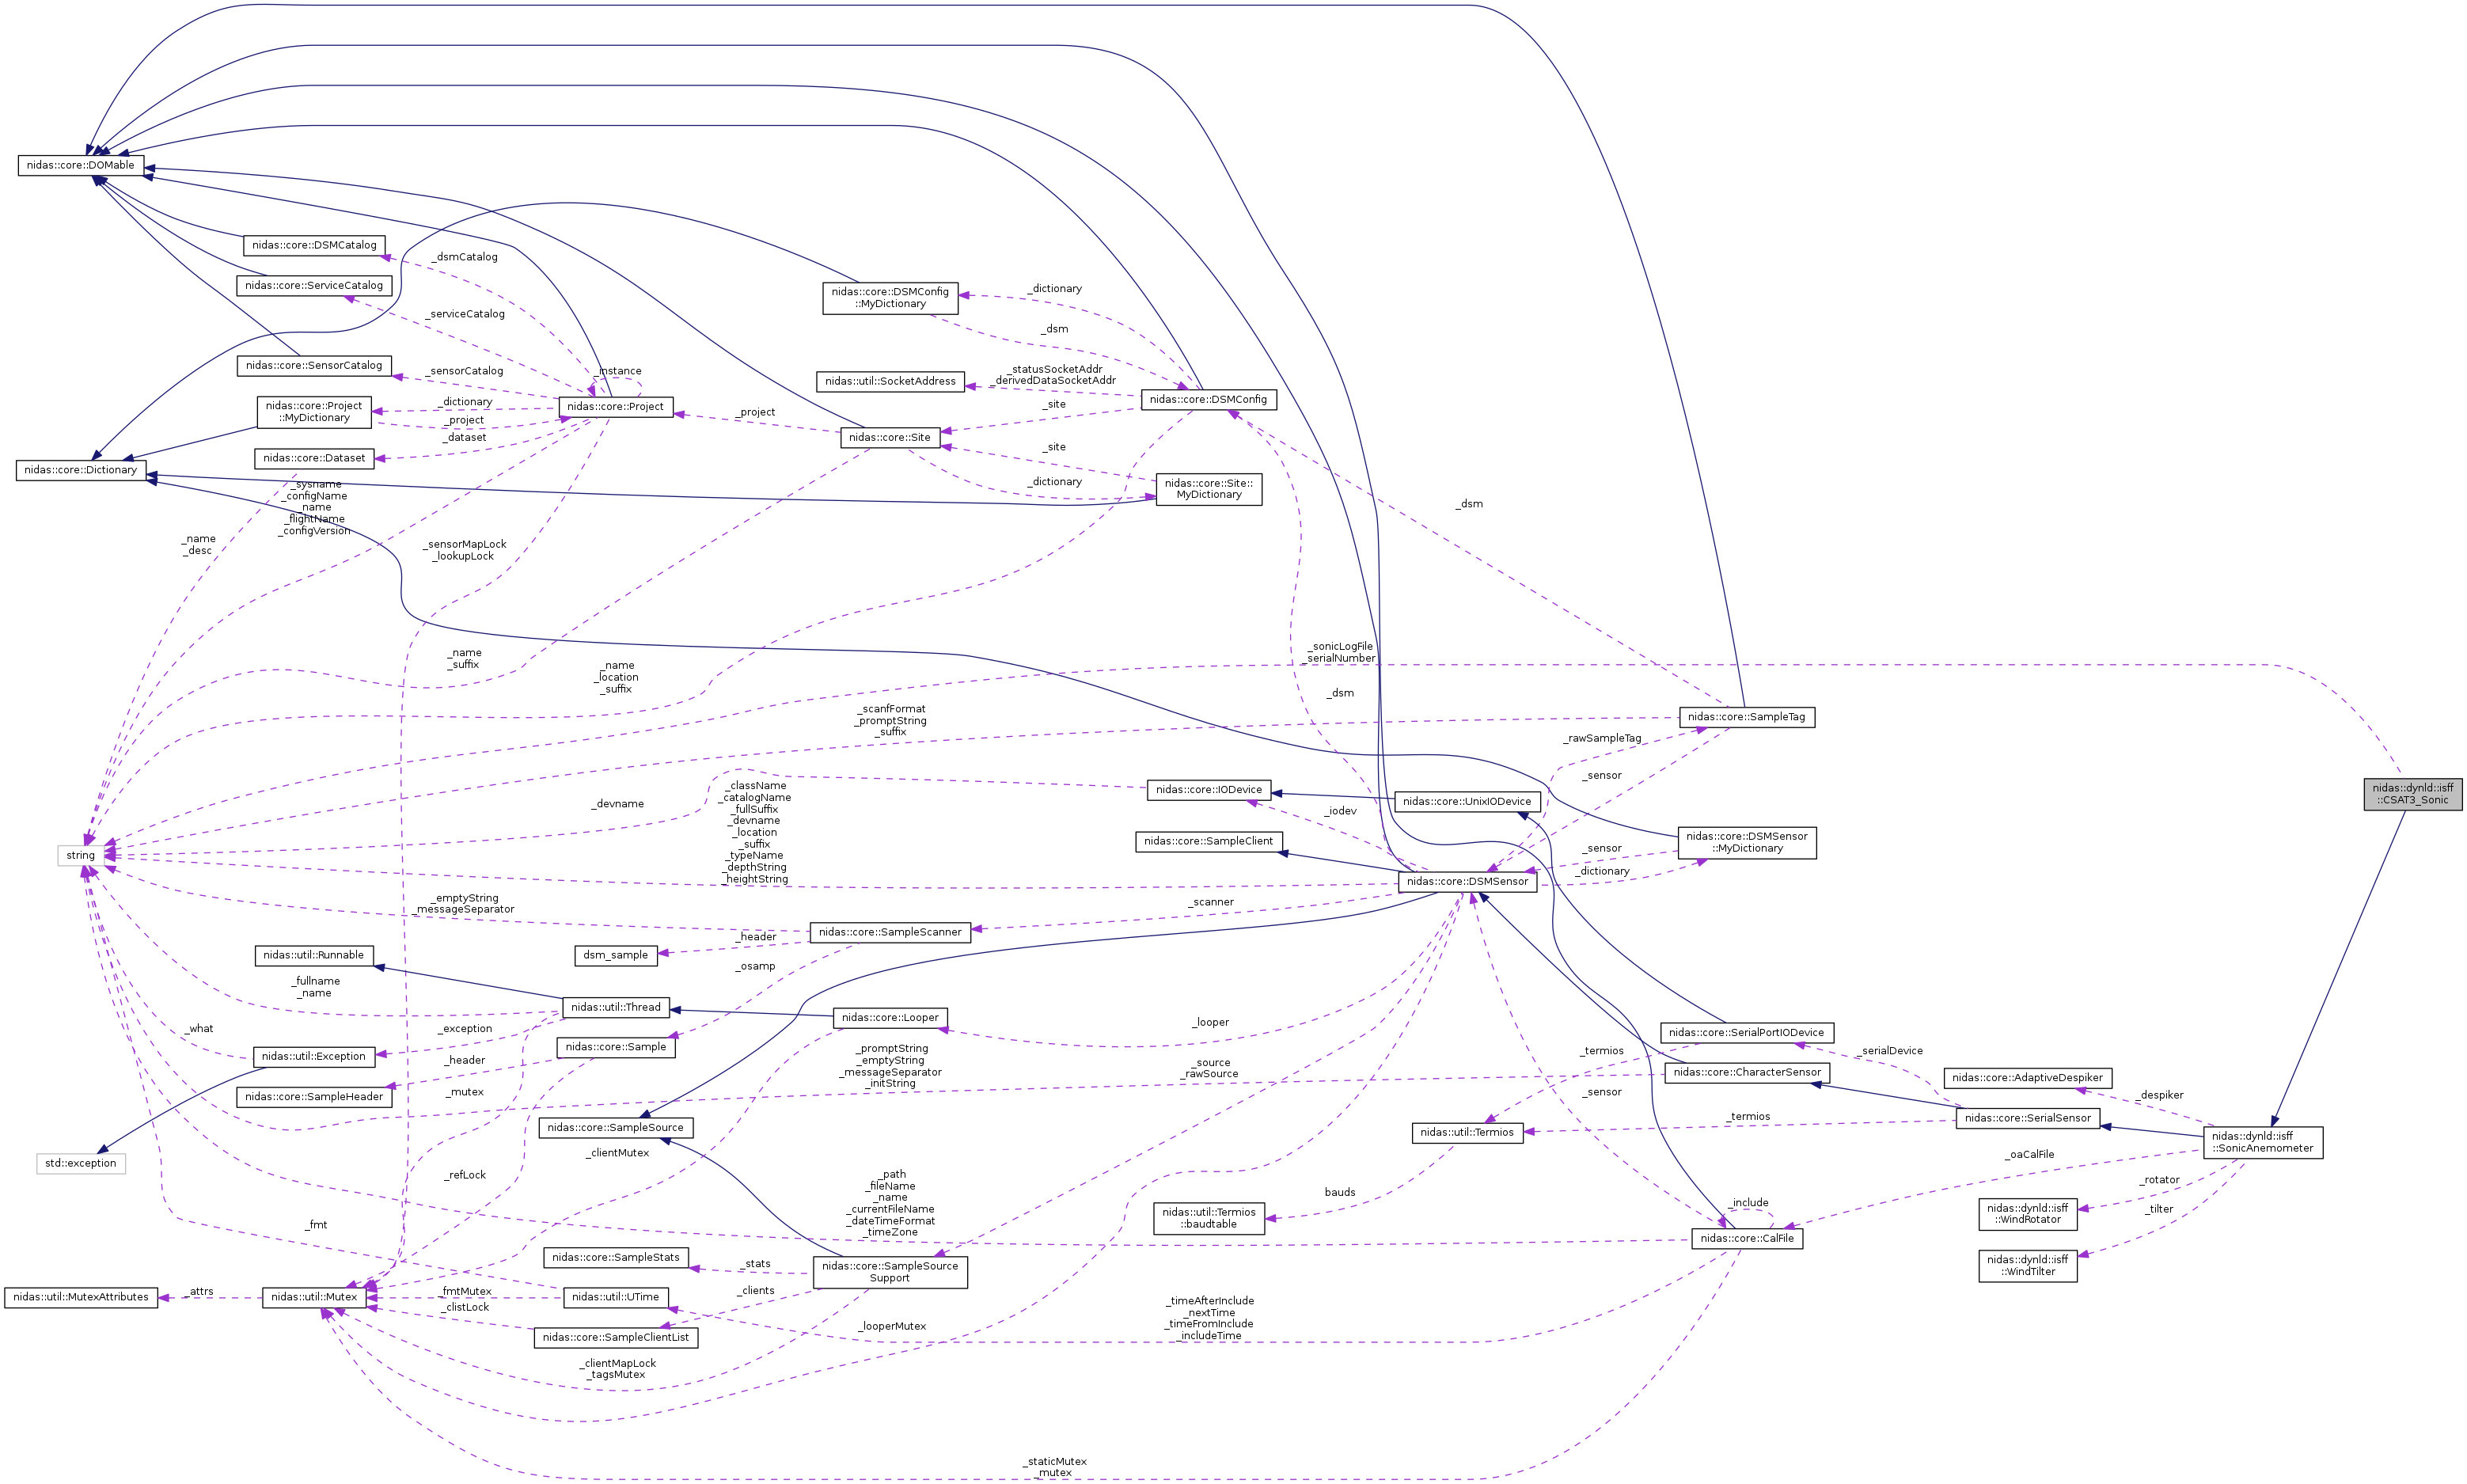 nidas::core::DOMable
nidas::core::DSMCatalog
_dsmCatalog
nidas::core::ServiceCatalog
nidas::core::DSMConfig
::MyDictionary
_dictionary
_serviceCatalog
_dsm
nidas::core::SensorCatalog
_sensorCatalog
_instance
nidas::util::SocketAddress
_statusSocketAddr
_derivedDataSocketAddr
nidas::core::Project
::MyDictionary
_dictionary
_project
nidas::core::Project
_project
_site
nidas::core::DSMConfig
_dataset
nidas::core::Site
_site
nidas::core::Dictionary
nidas::core::Dataset
_dictionary
nidas::core::Site::
MyDictionary
_dsm
_sysname
_configName
_name
_flightName
_configVersion
_name
_desc
_sensorMapLock
_lookupLock
_name
_suffix
_name
_location
_suffix
_sonicLogFile
_serialNumber
_dsm
_scanfFormat
_promptString
_suffix
nidas::core::SampleTag
_rawSampleTag
_sensor
nidas::dynld::isff
::CSAT3_Sonic
_devname
_className
_catalogName
_fullSuffix
_devname
_location
_suffix
_typeName
_depthString
_heightString
nidas::core::IODevice
nidas::core::UnixIODevice
_iodev
nidas::core::SampleClient
nidas::core::DSMSensor
::MyDictionary
_sensor
_dictionary
string
nidas::core::DSMSensor
_emptyString
_messageSeparator
_scanner
nidas::core::SampleScanner
_header
dsm_sample
nidas::util::Runnable
_osamp
_fullname
_name
nidas::util::Thread
nidas::core::Looper
_looper
_what
_exception
nidas::core::SerialPortIODevice
_serialDevice
nidas::util::Exception
_header
nidas::core::Sample
_promptString
_emptyString
_messageSeparator
_initString
_source
_rawSource
_termios
nidas::core::CharacterSensor
nidas::core::AdaptiveDespiker
nidas::core::SampleHeader
_mutex
_sensor
_despiker
nidas::core::SampleSource
nidas::util::Termios
_termios
nidas::core::SerialSensor
nidas::dynld::isff
::SonicAnemometer
std::exception
_clientMutex
_oaCalFile
_refLock
_path
_fileName
_name
_currentFileName
_dateTimeFormat
_timeZone
bauds
_rotator
nidas::util::Termios
::baudtable
_include
nidas::dynld::isff
::WindRotator
_tilter
_fmt
nidas::core::CalFile
nidas::core::SampleStats
_stats
nidas::core::SampleSource
Support
nidas::dynld::isff
::WindTilter
nidas::util::MutexAttributes
_attrs
nidas::util::Mutex
_fmtMutex
_clistLock
nidas::util::UTime
_clients
nidas::core::SampleClientList
_looperMutex
_timeAfterInclude
_nextTime
_timeFromInclude
_includeTime
_clientMapLock
_tagsMutex
_staticMutex
_mutex